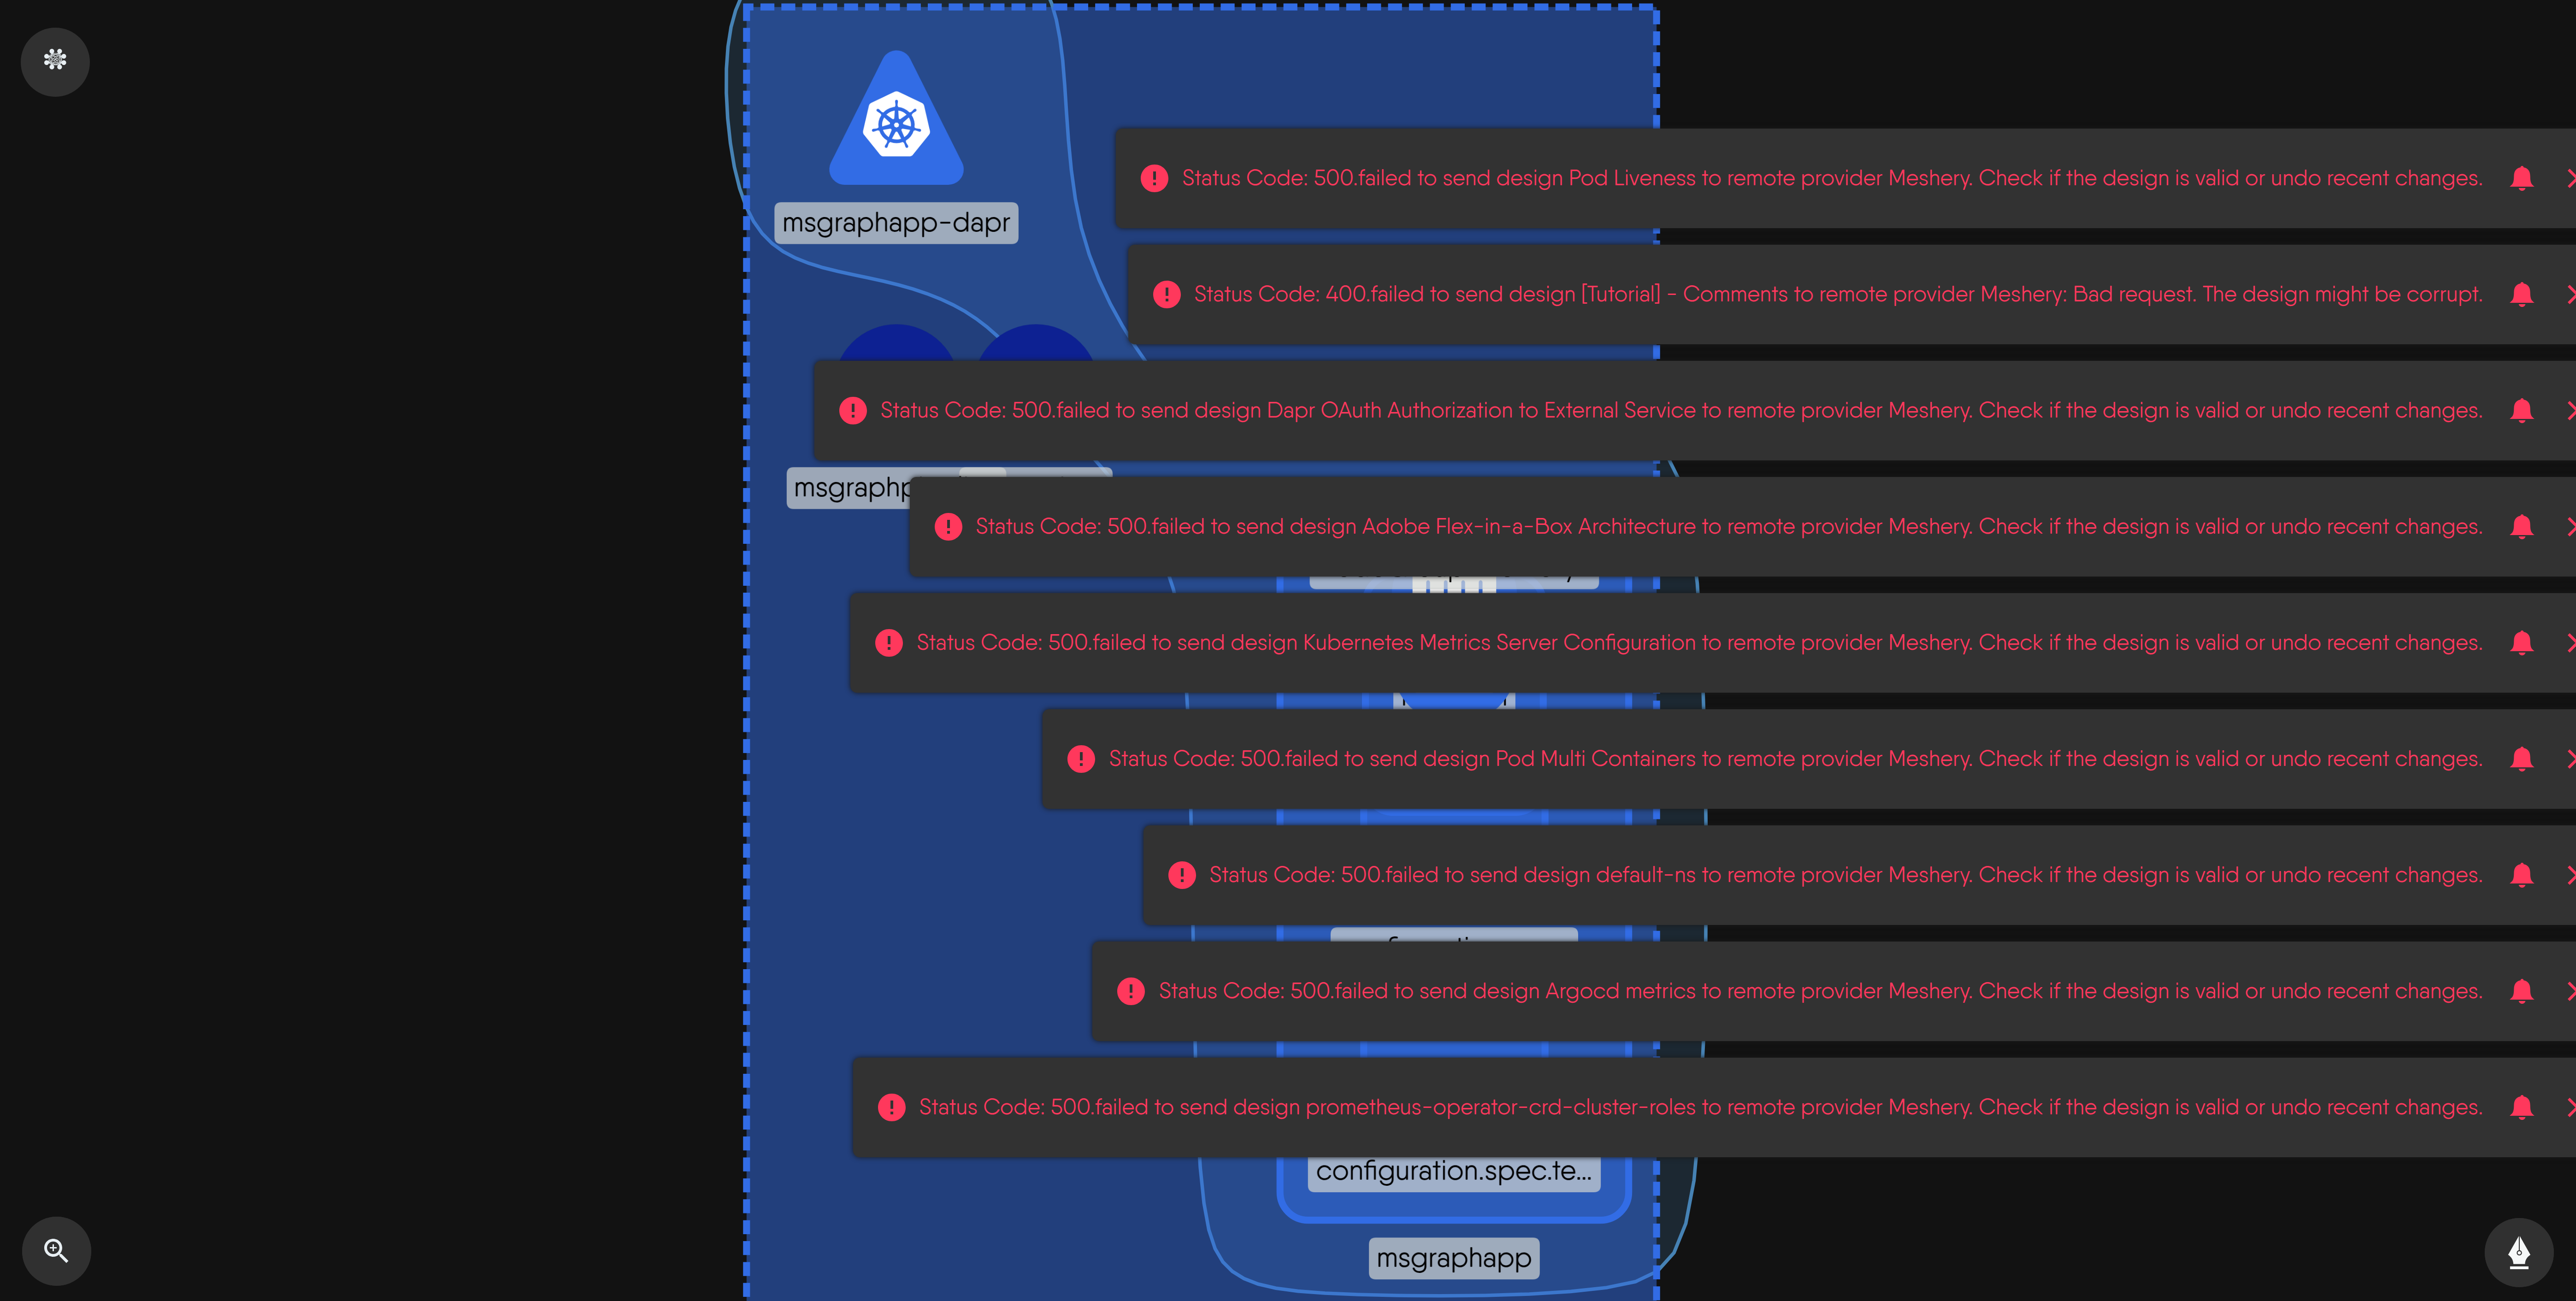 msgraphapp-dapr
Status Code: 500.failed to send design Pod Liveness to remote provider Meshery. Check if the design is valid or undo recent changes.
Status Code: 400.failed to send design [Tutorial] - Comments to remote provider Meshery: Bad request. The design might be corrupt.
Status Code: 500.failed to send design Dapr OAuth Authorization to External Service to remote provider Meshery. Check if the design is valid or undo recent changes.
Status Code: 500.failed to send design Adobe Flex-in-a-Box Architecture to remote provider Meshery. Check if the design is valid or undo recent changes.
Status Code: 500.failed to send design Kubernetes Metrics Server Configuration to remote provider Meshery. Check if the design is valid or undo recent changes.
Status Code: 500.failed to send design Pod Multi Containers to remote provider Meshery. Check if the design is valid or undo recent changes.
Status Code: 500.failed to send design default-ns to remote provider Meshery. Check if the design is valid or undo recent changes.
Status Code: 500.failed to send design Argocd metrics to remote provider Meshery. Check if the design is valid or undo recent changes.
Status Code: 500.failed to send design prometheus-operator-crd-cluster-roles to remote provider Meshery. Check if the design is valid or undo recent changes.
configuration.spec.te...
msgraphapp